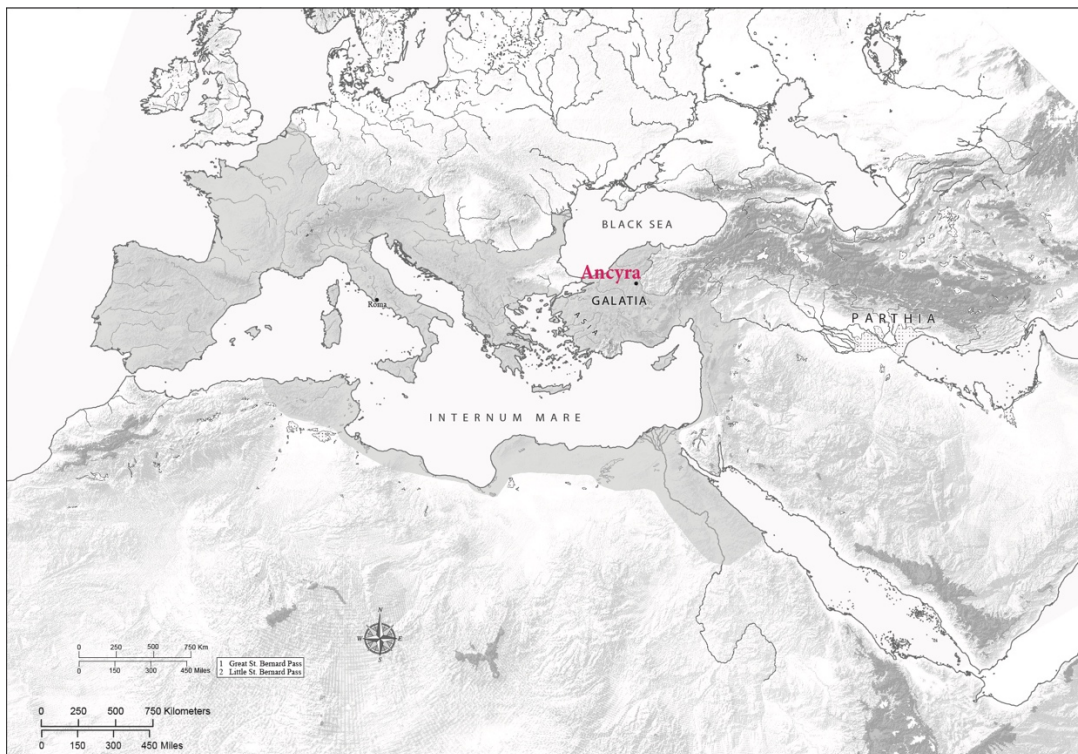 BLACK SEA
Ancyra
GALATIA
ASIA
Roma
PARTHIA
INTERNUM MARE
N
W E
S
0 250 500 750 Km
0 150 300 450 Miles
1 Great St. Bernard Pass
2 Little St. Bernard Pass
0 250 500 750 Kilometers
0 150 300 450 Miles